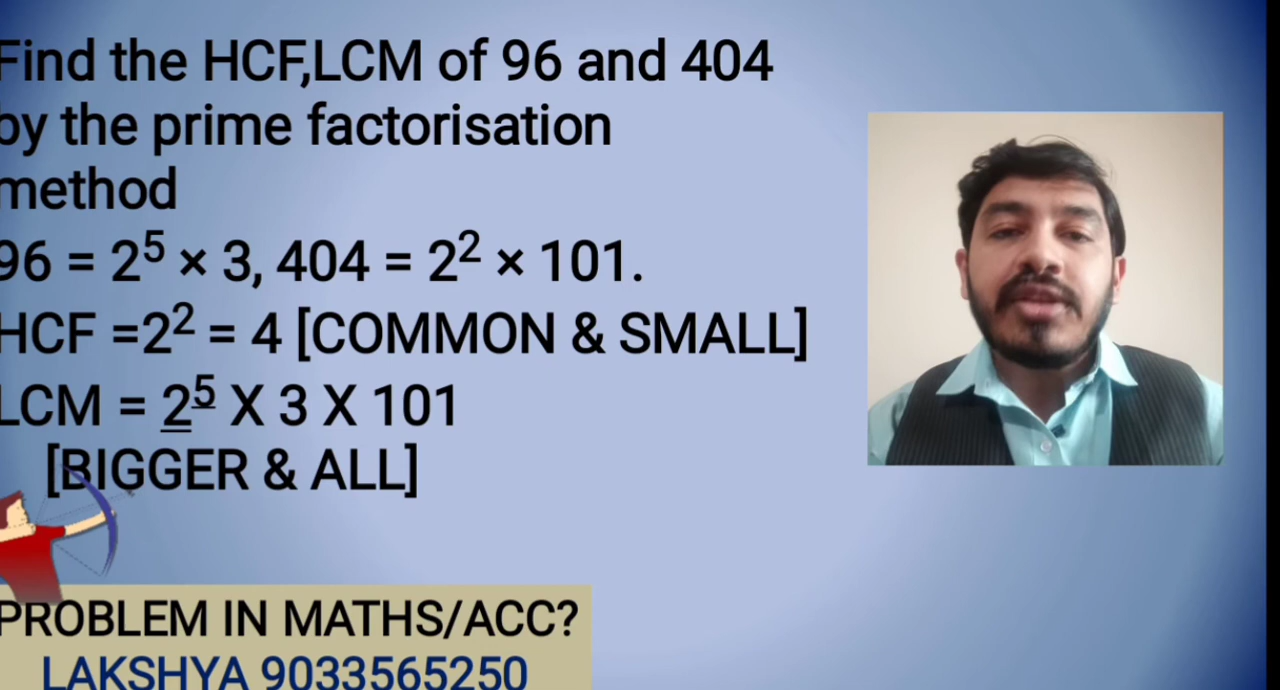 Find the HCF,LCM of 96 and 404
by the prime factorisation
method
96 = 2⁵ × 3, 404 = 2² × 101.
HCF =2² = 4 [COMMON & SMALL]
LCM = 2⁵ X 3 X 101
[BIGGER & ALL]
PROBLEM IN MATHS/ACC?
LAKSHYA 9033565250